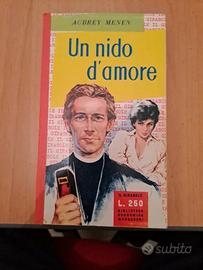 AUBREY MENEN
Un nido
d'amore
IL GIRASOLE
L. 250
BIBLIOTECA
ECONOMICA
MONDADORI
subito